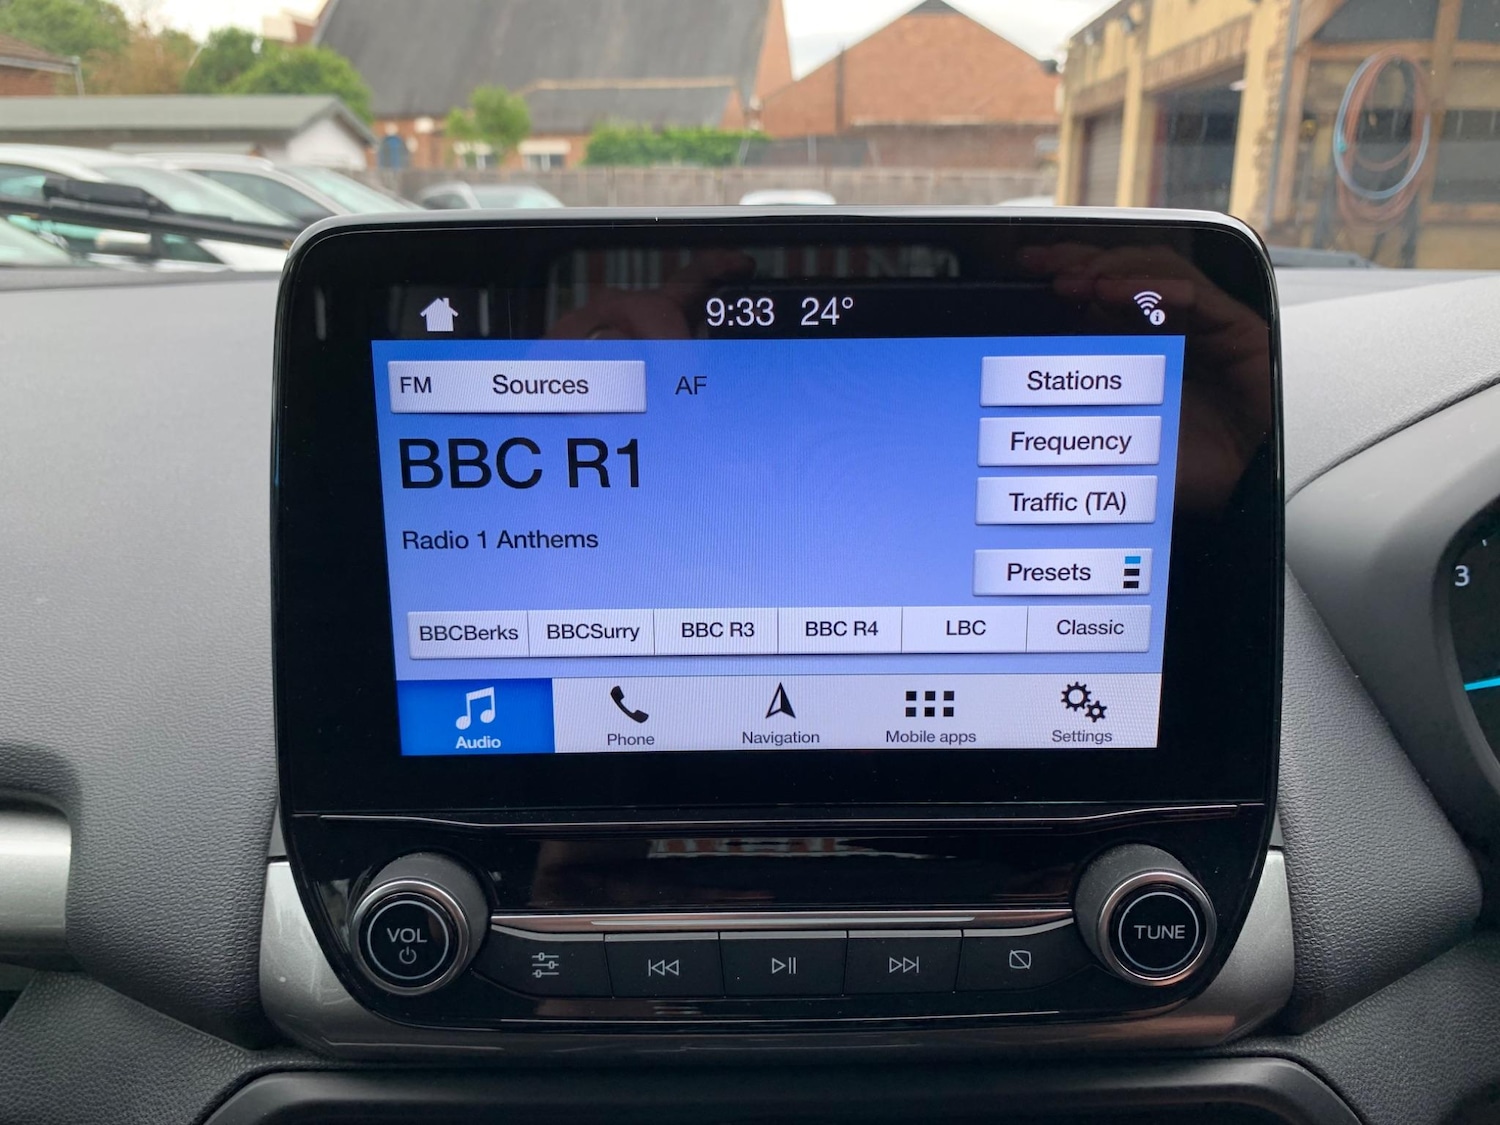 9:33 24°
FM Sources AF
Stations
BBC R1
Frequency
Traffic (TA)
Radio 1 Anthems
Presets
BBCBerks BBCSurry BBC R3 BBC R4 LBC Classic
Audio Phone Navigation Mobile apps Settings
VOL
TUNE
3